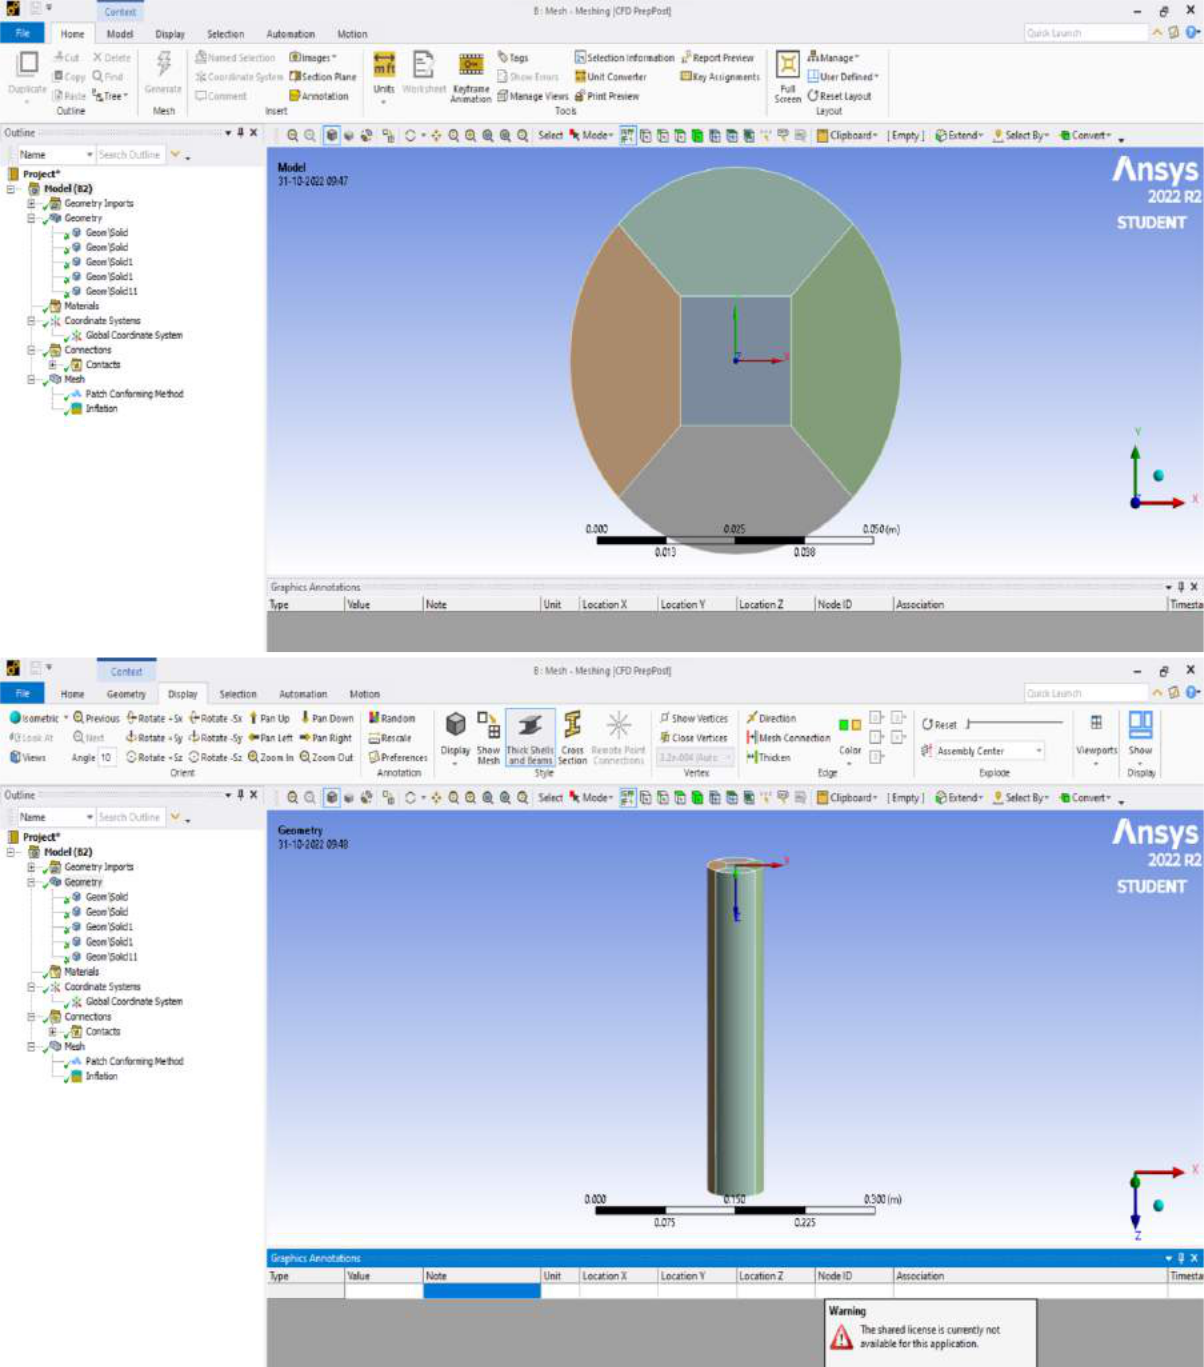 Context
B : Mesh - Meshing [CFD PrepPost]
File Home Model Display Selection Automation Motion
Quick Launch
Duplicate
Cut
Copy
Paste
Delete
Find
Tree
Outline
Generate
Mesh
Named Selection
Coordinate System
Comment
Images
Section Plane
Annotation
Insert
Units
Worksheet
Keyframe Animation
Tags
Show Errors
Manage Views
Selection Information
Unit Converter
Print Preview
Report Preview
Key Assignments
Tools
Full Screen
Manage
User Defined
Reset Layout
Layout
Outline
Select Mode Clipboard [ Empty ] Extend Select By Convert
Name Search Outline
Project*
Model (B2)
Geometry Imports
Geometry
Geom\Solid
Geom\Solid
Geom\Solid1
Geom\Solid1
Geom\Solid11
Materials
Coordinate Systems
Global Coordinate System
Connections
Contacts
Mesh
Patch Conforming Method
Inflation
Model
31-10-2022 09:47
Ansys
2022 R2
STUDENT
X
Y
X
0.000 0.025 0.050 (m)
0.013 0.038
Graphics Annotations
Type Value Note Unit Location X Location Y Location Z Node ID Association Timesta
Context
B : Mesh - Meshing [CFD PrepPost]
File Home Geometry Display Selection Automation Motion
Quick Launch
Isometric Previous Rotate +Sx Rotate -Sx Pan Up Pan Down
Look At Next Rotate +Sy Rotate -Sy Pan Left Pan Right
Views Angle 10 Rotate +Sz Rotate -Sz Zoom In Zoom Out
Orient
Random
Rescale
Preferences
Annotation
Display
Show Mesh
Thick Shells and Beams
Cross Section
Remote Point Connections
Style
Show Vertices
Close Vertices
Vertex
Direction
Mesh Connection
Thicken
Color
Edge
Reset
Assembly Center
Explode
Viewports
Show
Display
Outline
Select Mode Clipboard [ Empty ] Extend Select By Convert
Name Search Outline
Project*
Model (B2)
Geometry Imports
Geometry
Geom\Solid
Geom\Solid
Geom\Solid1
Geom\Solid1
Geom\Solid11
Materials
Coordinate Systems
Global Coordinate System
Connections
Contacts
Mesh
Patch Conforming Method
Inflation
Geometry
31-10-2022 09:48
Ansys
2022 R2
STUDENT
X
Z
X
Z
0.000 0.150 0.300 (m)
0.075 0.225
Graphics Annotations
Type Value Note Unit Location X Location Y Location Z Node ID Association Timesta
Warning
The shared license is currently not
available for this application.